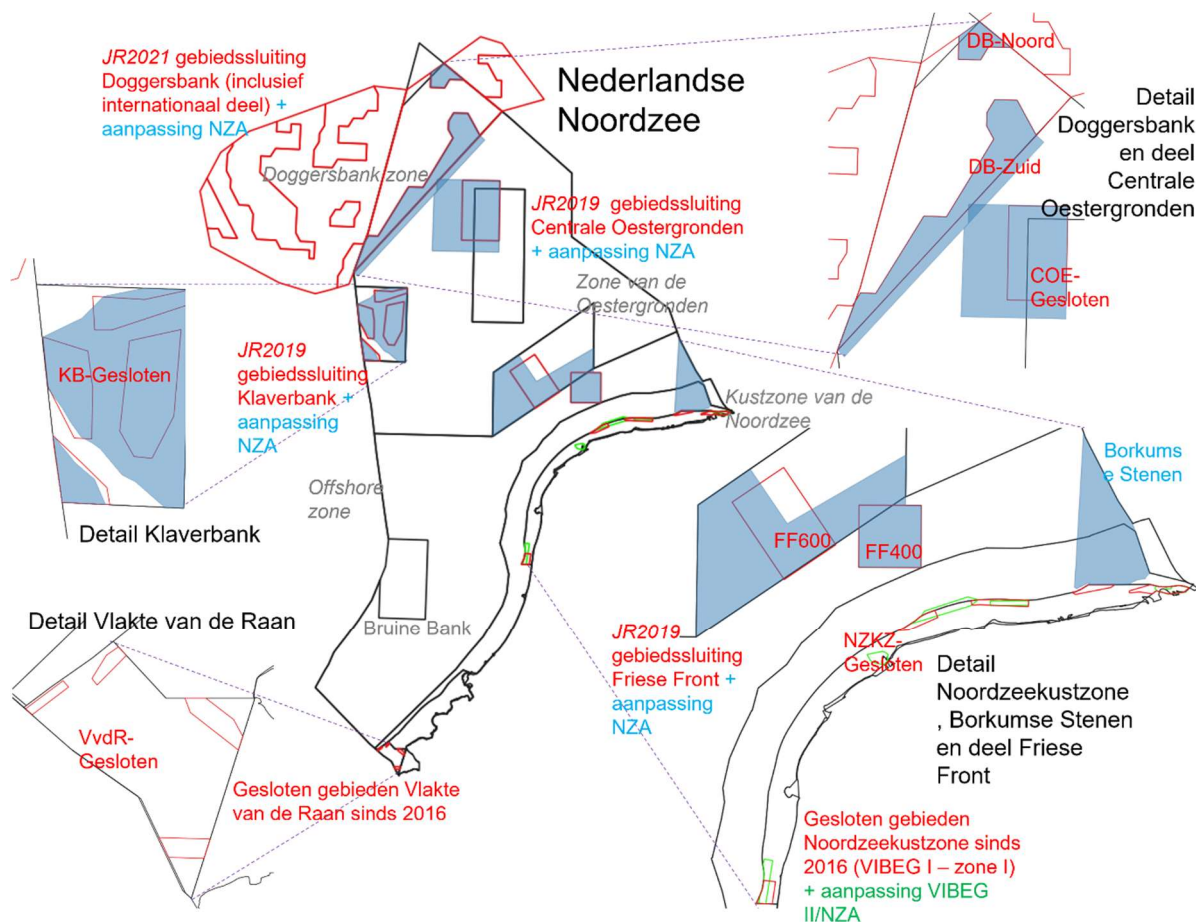 JR2021 gebiedssluiting
Doggersbank (inclusief
internationaal deel) +
aanpassing NZA
Nederlandse
Noordzee
DB-Noord
Detail
Doggersbank
en deel
Centrale
Oestergronden
DB-Zuid
COE-
Gesloten
Doggersbank zone
JR2019 gebiedssluiting
Centrale Oestergronden
+ aanpassing NZA
Zone van de
Oestergronden
KB-Gesloten
JR2019
gebiedssluiting
Klaverbank +
aanpassing
NZA
Detail Klaverbank
Kustzone van de
Noordzee
Offshore
zone
Bruine Bank
Borkums
e Stenen
FF600
FF400
JR2019
gebiedssluiting
Friese Front +
aanpassing
NZA
NZKZ-
Gesloten
Detail
Noordzeekustzone
, Borkumse Stenen
en deel Friese
Front
Detail Vlakte van de Raan
VvdR-
Gesloten
Gesloten gebieden Vlakte
van de Raan sinds 2016
Gesloten gebieden
Noordzeekustzone sinds
2016 (VIBEG I – zone I)
+ aanpassing VIBEG
II/NZA